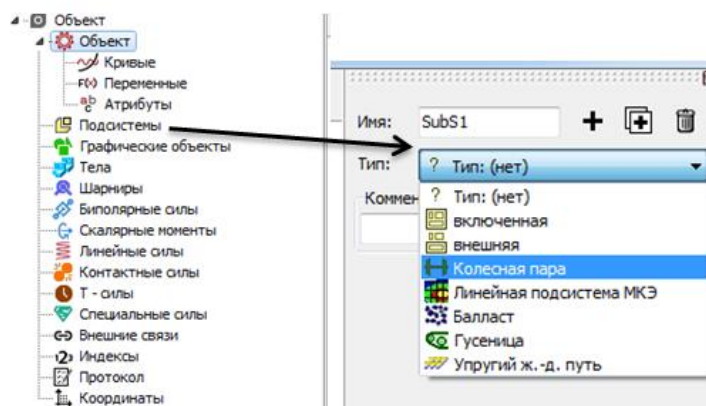 Объект
Объект
Кривые
F(x) Переменные
abc Атрибуты
Подсистемы
Графические объекты
Тела
Шарниры
Биполярные силы
Скалярные моменты
Линейные силы
Контактные силы
Т - силы
Специальные силы
Внешние связи
Индексы
Протокол
Координаты
Имя: SubS1
Тип: ? Тип: (нет)
Коммен
? Тип: (нет)
включенная
внешняя
Колесная пара
Линейная подсистема МКЭ
Балласт
Гусеница
Упругий ж.-д. путь